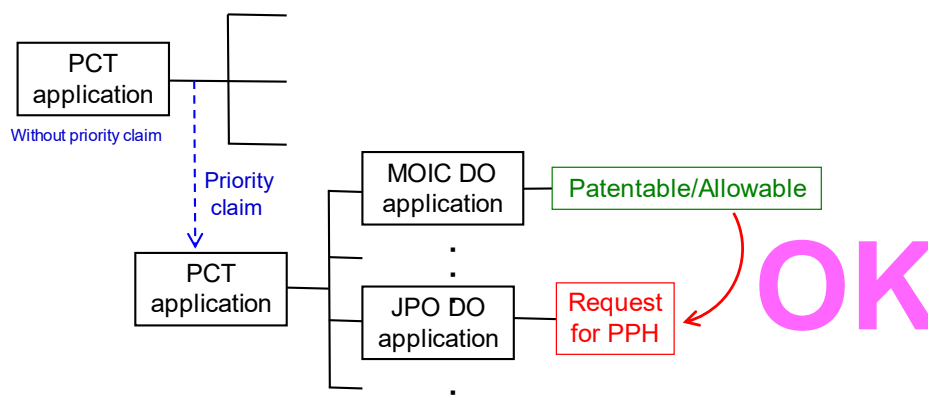 PCT
application
Without priority claim
Priority
claim
MOIC DO
application
Patentable/Allowable
PCT
application
JPO DO
application
Request
for PPH
OK